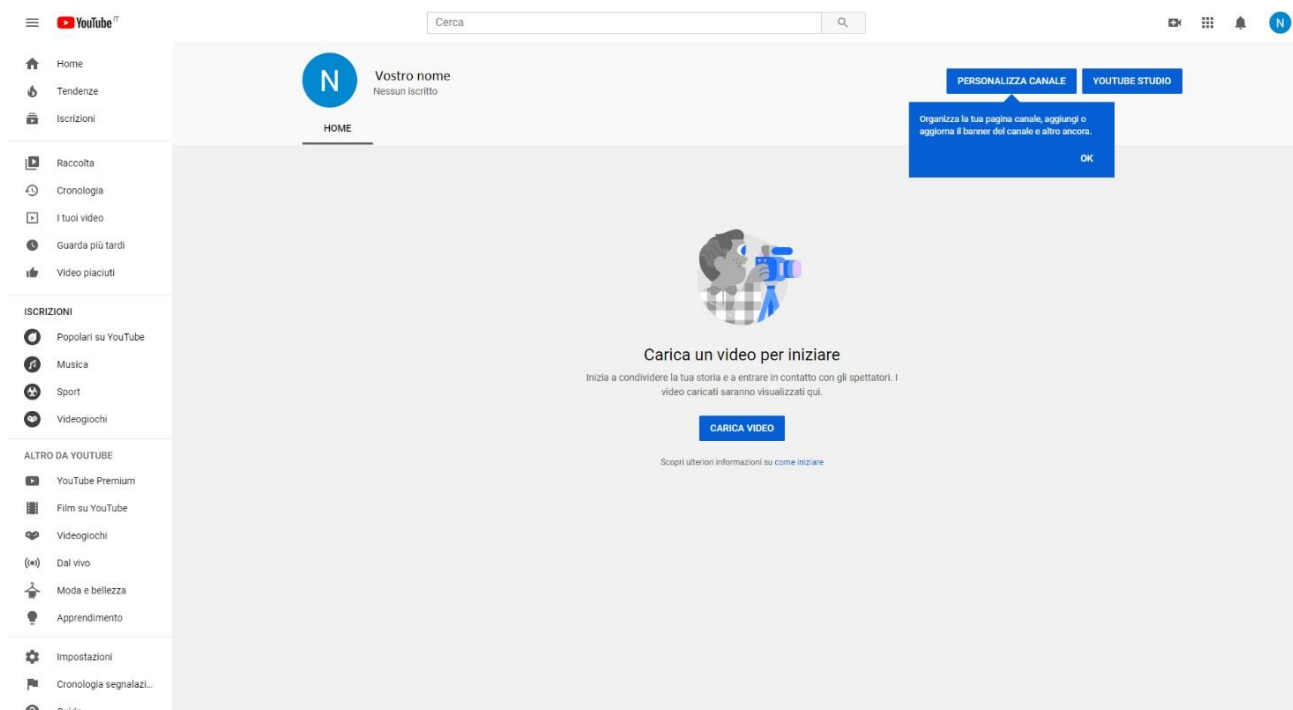 YouTube IT
Cerca
N
Home
Tendenze
Iscrizioni
Raccolta
Cronologia
I tuoi video
Guarda più tardi
Video piaciuti
ISCRIZIONI
Popolari su YouTube
Musica
Sport
Videogiochi
ALTRO DA YOUTUBE
YouTube Premium
Film su YouTube
Videogiochi
Dal vivo
Moda e bellezza
Apprendimento
Impostazioni
Cronologia segnalazi...
N
Vostro nome
Nessun iscritto
PERSONALIZZA CANALE
YOUTUBE STUDIO
Organizza la tua pagina canale, aggiungi o
aggiorna il banner del canale e altro ancora.
OK
HOME
Carica un video per iniziare
Inizia a condividere la tua storia e a entrare in contatto con gli spettatori. I
video caricati saranno visualizzati qui.
CARICA VIDEO
Scopri ulteriori informazioni su come iniziare